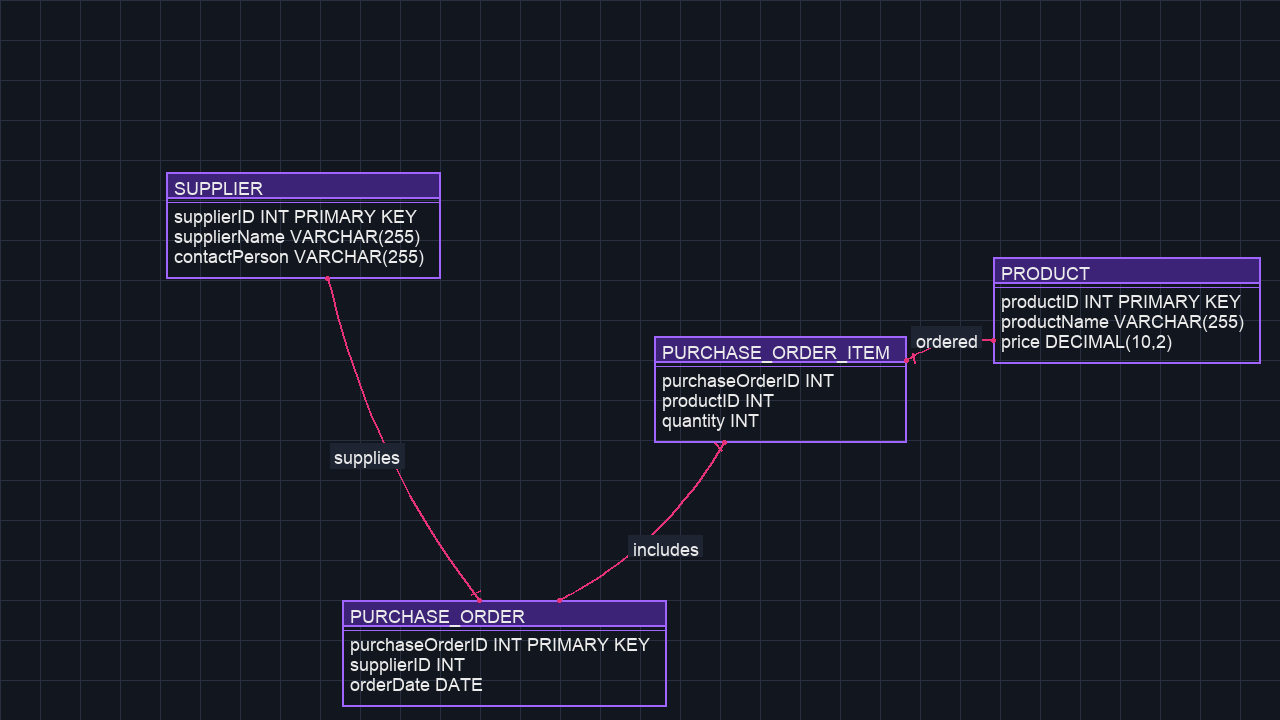 SUPPLIER
supplierID INT PRIMARY KEY
supplierName VARCHAR(255)
contactPerson VARCHAR(255)
PRODUCT
productID INT PRIMARY KEY
productName VARCHAR(255)
price DECIMAL(10,2)
ordered
PURCHASE_ORDER_ITEM
purchaseOrderID INT
productID INT
quantity INT
supplies
includes
PURCHASE_ORDER
purchaseOrderID INT PRIMARY KEY
supplierID INT
orderDate DATE